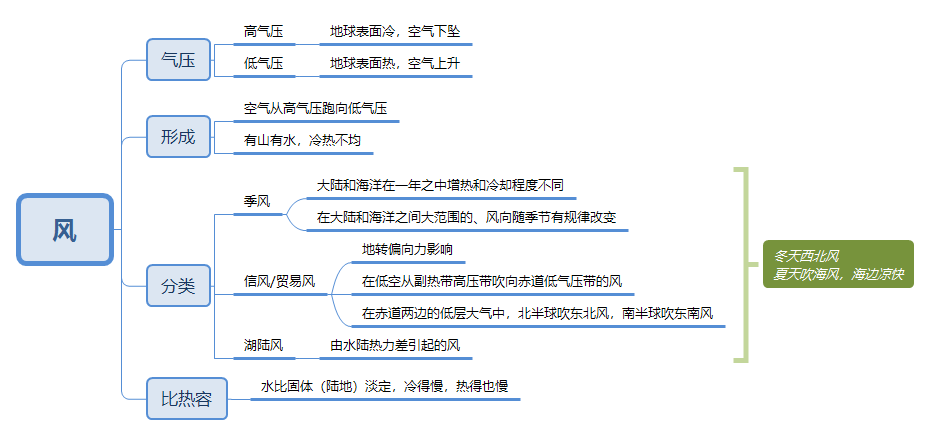 风
气压
高气压
地球表面冷，空气下坠
低气压
地球表面热，空气上升
形成
空气从高气压跑向低气压
有山有水，冷热不均
分类
季风
大陆和海洋在一年之中增热和冷却程度不同
在大陆和海洋之间大范围的、风向随季节有规律改变
信风/贸易风
地转偏向力影响
在低空从副热带高压带吹向赤道低气压带的风
在赤道两边的低层大气中，北半球吹东北风，南半球吹东南风
湖陆风
由水陆热力差引起的风
冬天西北风
夏天吹海风，海边凉快
比热容
水比固体（陆地）淡定，冷得慢，热得也慢